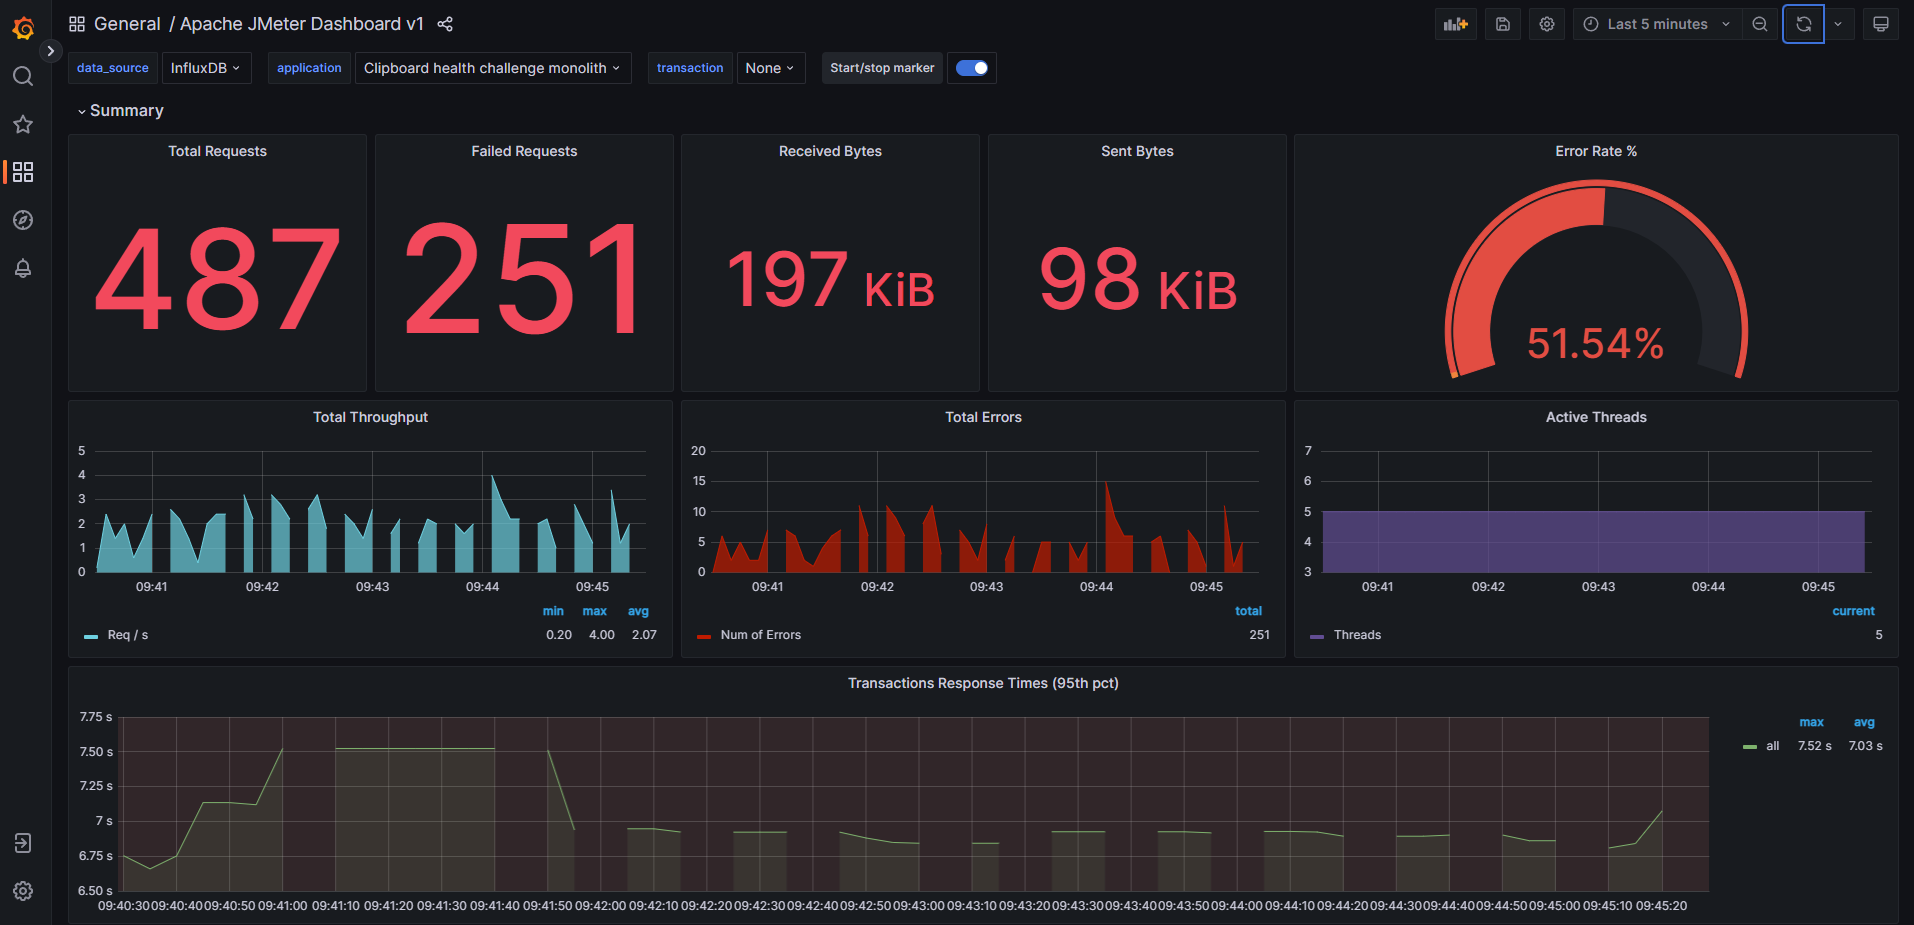 General / Apache JMeter Dashboard v1
Last 5 minutes
data_source InfluxDB application Clipboard health challenge monolith transaction None Start/stop marker
Summary
Total Requests
487
Failed Requests
251
Received Bytes
197 KiB
Sent Bytes
98 KiB
Error Rate %
51.54%
Total Throughput
5
4
3
2
1
0
09:41 09:42 09:43 09:44 09:45
min max avg
Req / s 0.20 4.00 2.07
Total Errors
20
15
10
5
0
09:41 09:42 09:43 09:44 09:45
total
Num of Errors 251
Active Threads
7
6
5
4
3
09:41 09:42 09:43 09:44 09:45
current
Threads 5
Transactions Response Times (95th pct)
7.75 s
7.50 s
7.25 s
7 s
6.75 s
6.50 s
09:40:30 09:40:40 09:40:50 09:41:00 09:41:10 09:41:20 09:41:30 09:41:40 09:41:50 09:42:00 09:42:10 09:42:20 09:42:30 09:42:40 09:42:50 09:43:00 09:43:10 09:43:20 09:43:30 09:43:40 09:43:50 09:44:00 09:44:10 09:44:20 09:44:30 09:44:40 09:44:50 09:45:00 09:45:10 09:45:20
max avg
all 7.52 s 7.03 s